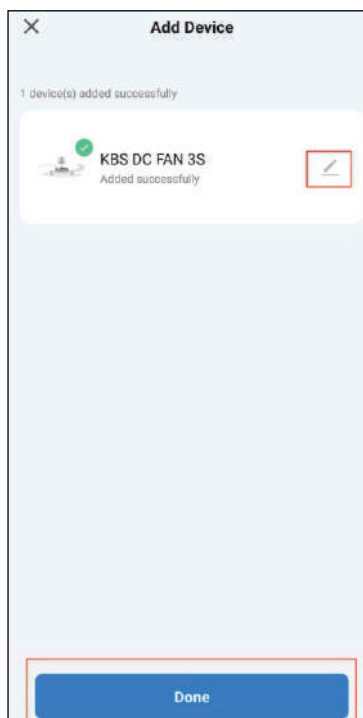 Add Device
1 device(s) added successfully
KBS DC FAN 3S
Added successfully
Done